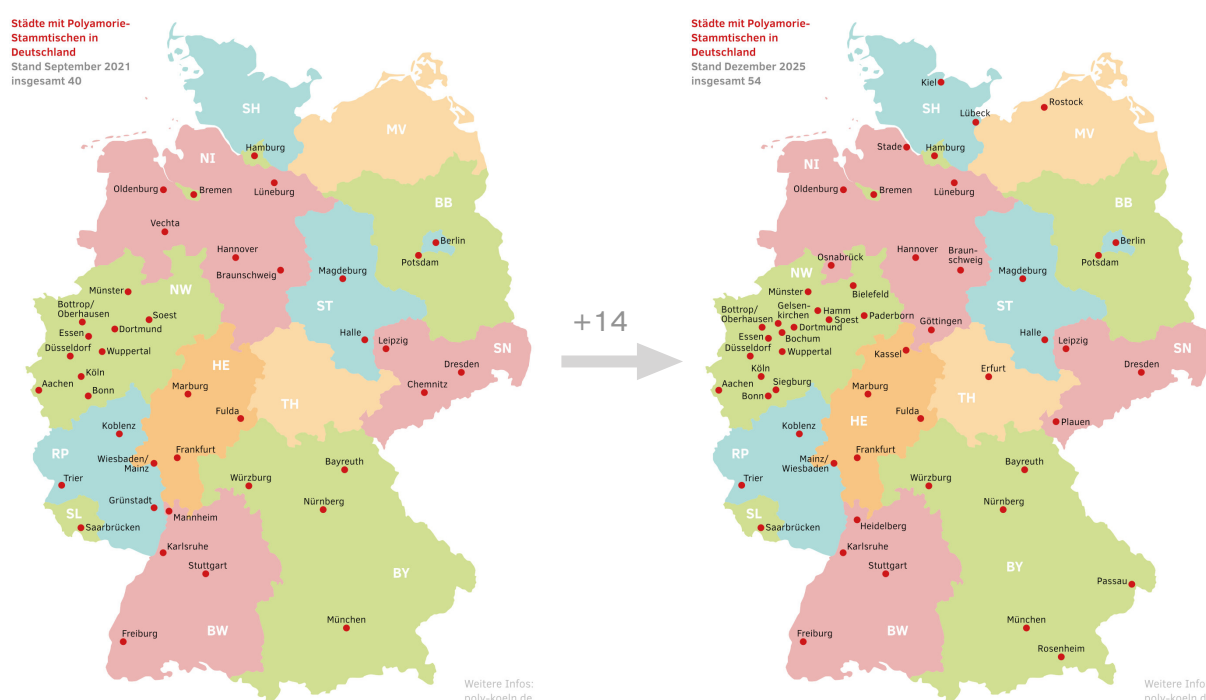 Städte mit Polyamorie-
Stammtischen in
Deutschland
Stand September 2021
insgesamt 40
SH
MV
Hamburg
NI
Oldenburg
Bremen
Lüneburg
BB
Vechta
Berlin
Hannover
Potsdam
Braunschweig
Magdeburg
NW
Münster
ST
Bottrop/
Oberhausen
Soest
Dortmund
Essen
Halle
Düsseldorf
Wuppertal
Leipzig
SN
HE
Dresden
Köln
Aachen
Marburg
Chemnitz
Bonn
TH
Fulda
Koblenz
RP
Frankfurt
Wiesbaden/
Mainz
Bayreuth
Trier
Würzburg
Grünstadt
Nürnberg
SL
Mannheim
Saarbrücken
Karlsruhe
Stuttgart
BY
München
Freiburg
BW
Weitere Infos:
poly-koeln.de
+14
Städte mit Polyamorie-
Stammtischen in
Deutschland
Stand Dezember 2025
insgesamt 54
Kiel
SH
Rostock
Lübeck
MV
Stade
Hamburg
NI
Oldenburg
Bremen
Lüneburg
BB
Berlin
Hannover
Braun-
schweig
Potsdam
Osnabrück
NW
Magdeburg
Münster
Bielefeld
Bottrop/
Oberhausen
Gelsen-
kirchen
Hamm
Soest
Paderborn
ST
Dortmund
Göttingen
Essen
Bochum
Halle
Düsseldorf
Wuppertal
Kassel
Leipzig
SN
Köln
Erfurt
Dresden
Aachen
Siegburg
Marburg
Bonn
TH
Fulda
HE
Plauen
Koblenz
RP
Frankfurt
Mainz/
Wiesbaden
Bayreuth
Trier
Würzburg
Nürnberg
SL
Heidelberg
Saarbrücken
Karlsruhe
Stuttgart
BY
Passau
München
Freiburg
BW
Rosenheim
Weitere Info